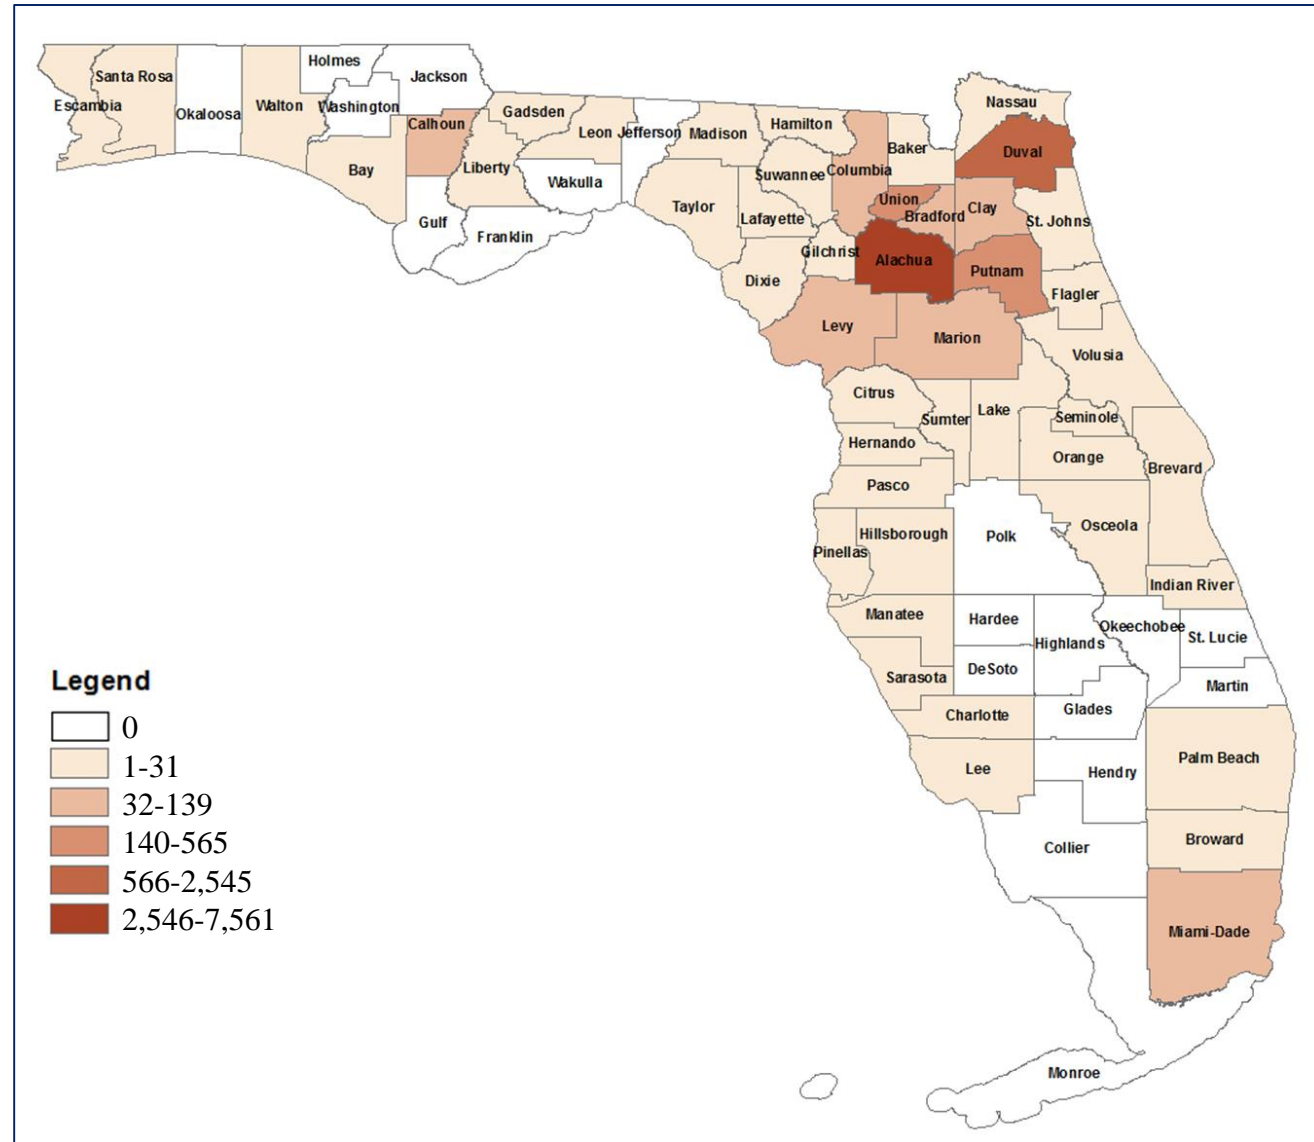 Holmes
Jackson
Santa Rosa
Escambia
Okaloosa
Walton
Washington
Calhoun
Gadsden
Leon
Jefferson
Madison
Hamilton
Nassau
Baker
Duval
Bay
Liberty
Wakulla
Suwannee
Columbia
Union
Bradford
Clay
St. Johns
Gulf
Franklin
Taylor
Lafayette
Gilchrist
Alachua
Putnam
Dixie
Flagler
Levy
Marion
Volusia
Citrus
Sumter
Lake
Seminole
Hernando
Orange
Brevard
Pasco
Osceola
Hillsborough
Polk
Pinellas
Indian River
Manatee
Hardee
Highlands
Okeechobee
St. Lucie
Sarasota
DeSoto
Martin
Charlotte
Glades
Lee
Hendry
Palm Beach
Collier
Broward
Miami-Dade
Monroe
Legend
0
1-31
32-139
140-565
566-2,545
2,546-7,561